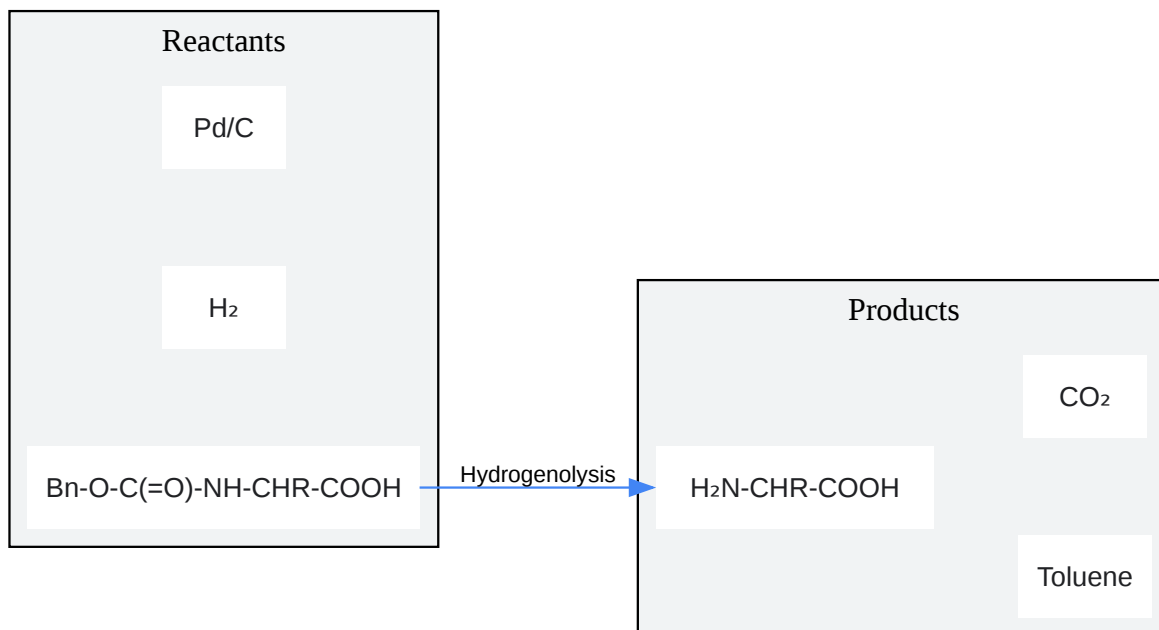 Reactants
Pd/C
H₂
Bn-O-C(=O)-NH-CHR-COOH
Hydrogenolysis
Products
CO₂
H₂N-CHR-COOH
Toluene